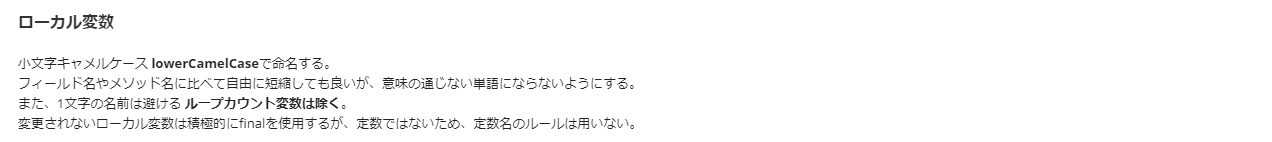 ローカル変数
小文字キャメルケース lowerCamelCaseで命名する。
フィールド名やメソッド名に比べて自由に短縮しても良いが、意味の通じない単語にならないようにする。
また、1文字の名前は避ける ループカウント変数は除く。
変更されないローカル変数は積極的にfinalを使用するが、定数ではないため、定数名のルールは用いない。